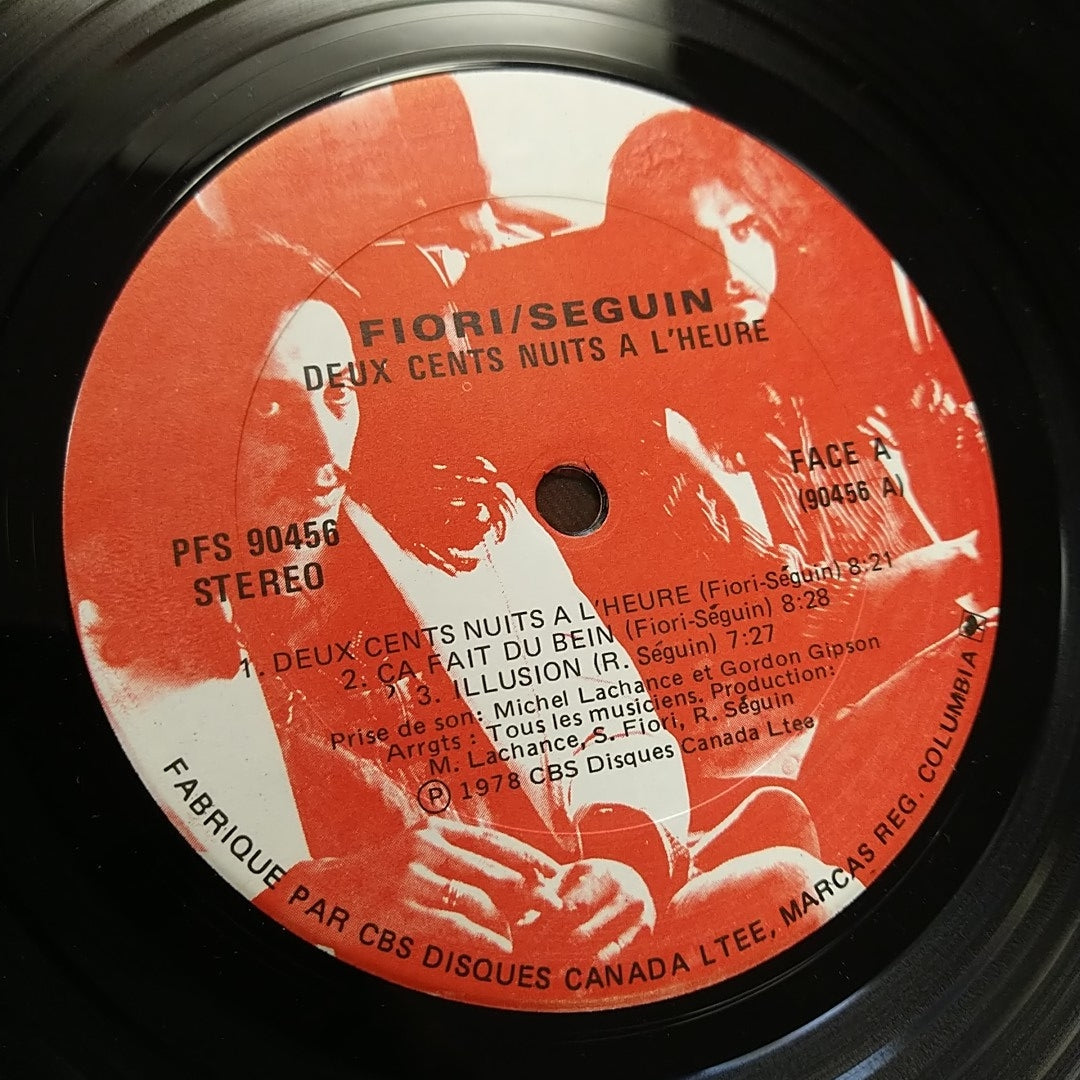 FIORI/SEGUIN
DEUX CENTS NUITS A L'HEURE
FACE A
(90456 A)
PFS 90456
STEREO
1. DEUX CENTS NUITS A L'HEURE (Fiori-Séguin) 8:21
2. ÇA FAIT DU BEIN (Fiori-Séguin) 8:28
3. ILLUSION (R. Séguin) 7:27
Prise de son: Michel Lachance et Gordon Gipson
Arrgts : Tous les musiciens. Production:
M. Lachance, S. Fiori, R. Séguin
Ⓟ 1978 CBS Disques Canada Ltee
FABRIQUE PAR CBS DISQUES CANADA LTEE, MARCAS REG. COLUMBIA